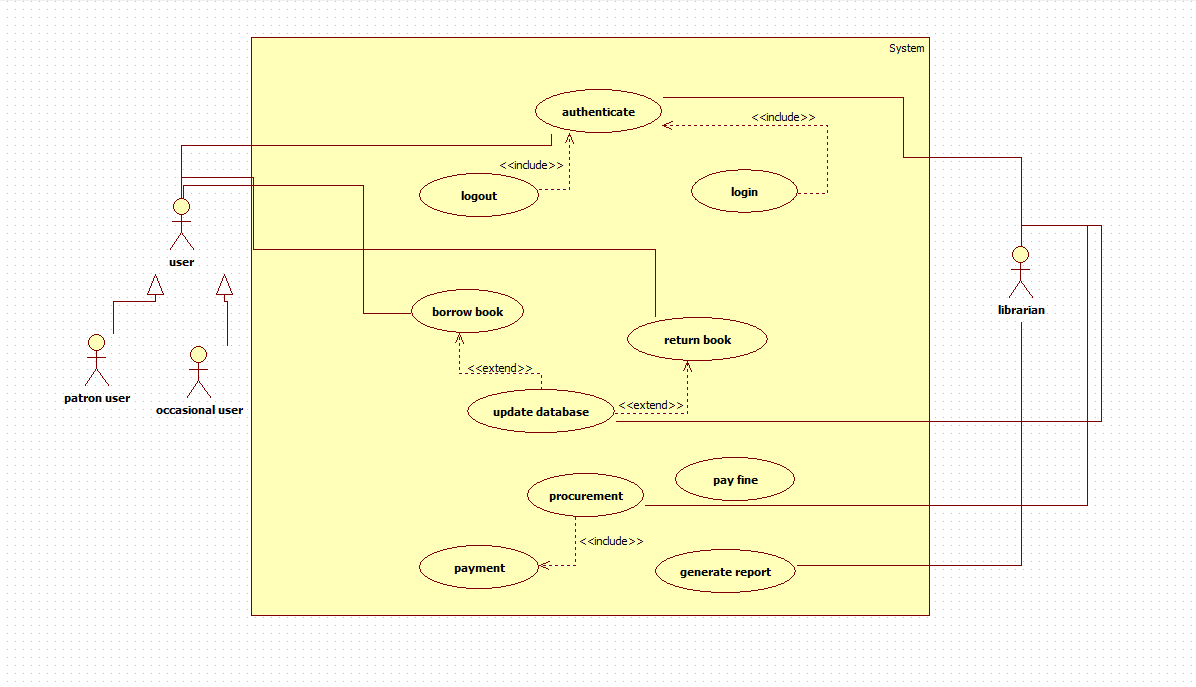 System
authenticate
<<include>>
<<include>>
logout
login
user
borrow book
librarian
return book
<<extend>>
patron user
occasional user
update database
<<extend>>
pay fine
procurement
<<include>>
payment
generate report